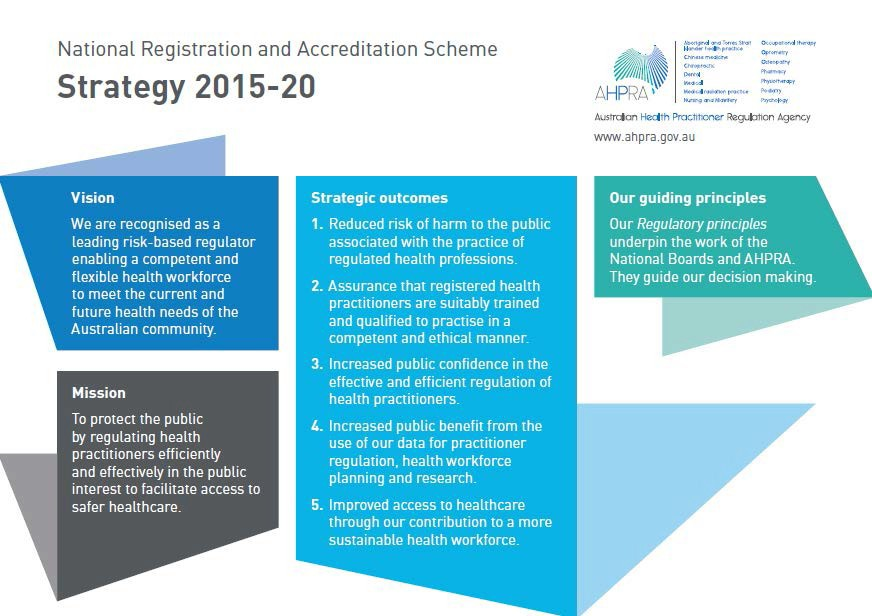 National Registration and Accreditation Scheme
Strategy 2015-20
Aboriginal and Torres Strait
Islander health practice
Chinese medicine
Chiropractic
Dental
Medical
Medical radiation practice
Nursing and Midwifery
Occupational therapy
Optometry
Osteopathy
Pharmacy
Physiotherapy
Podiatry
Psychology
AHPRA
Australian Health Practitioner Regulation Agency
www.ahpra.gov.au
Vision
We are recognised as a
leading risk-based regulator
enabling a competent and
flexible health workforce
to meet the current and
future health needs of the
Australian community.
Mission
To protect the public
by regulating health
practitioners efficiently
and effectively in the public
interest to facilitate access to
safer healthcare.
Strategic outcomes
1. Reduced risk of harm to the public
associated with the practice of
regulated health professions.
2. Assurance that registered health
practitioners are suitably trained
and qualified to practise in a
competent and ethical manner.
3. Increased public confidence in the
effective and efficient regulation of
health practitioners.
4. Increased public benefit from the
use of our data for practitioner
regulation, health workforce
planning and research.
5. Improved access to healthcare
through our contribution to a more
sustainable health workforce.
Our guiding principles
Our Regulatory principles
underpin the work of the
National Boards and AHPRA.
They guide our decision making.